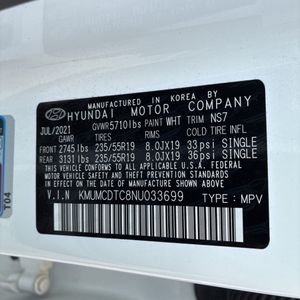 MANUFACTURED IN KOREA BY
HYUNDAI MOTOR COMPANY
JUL/2021 GVWR5710lbs PAINT WHT TRIM NS7
GAWR TIRES RIMS COLD TIRE INFL. PRES.
FRONT 2745lbs 235/55R19 8.0JX19 33psi SINGLE
REAR 3131lbs 235/55R19 8.0JX19 36psi SINGLE
THIS VEHICLE CONFORMS TO ALL APPLICABLE U.S.A FEDERAL
MOTOR VEHICLE SAFETY AND THEFT PREVENTION STANDARDS
IN EFFECT ON THE DATE OF MANUFACTURE SHOWN ABOVE.
V.I.N KMUMCDTC8NU033699 TYPE: MPV
T04